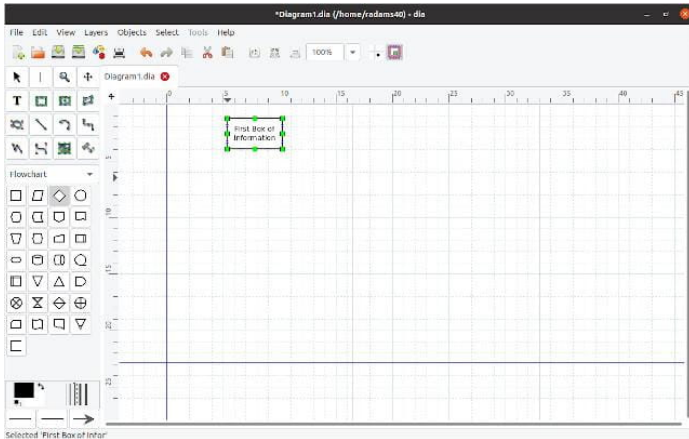 *Diagram1.dia (/home/radams40) - dia
File Edit View Layers Objects Select Tools Help
100%
Diagram1.dia
T
0 5 10 15 20 25 30 35 40 45
First Box of
Information
5
10
15
20
25
Flowchart
Selected 'First Box of Infor'